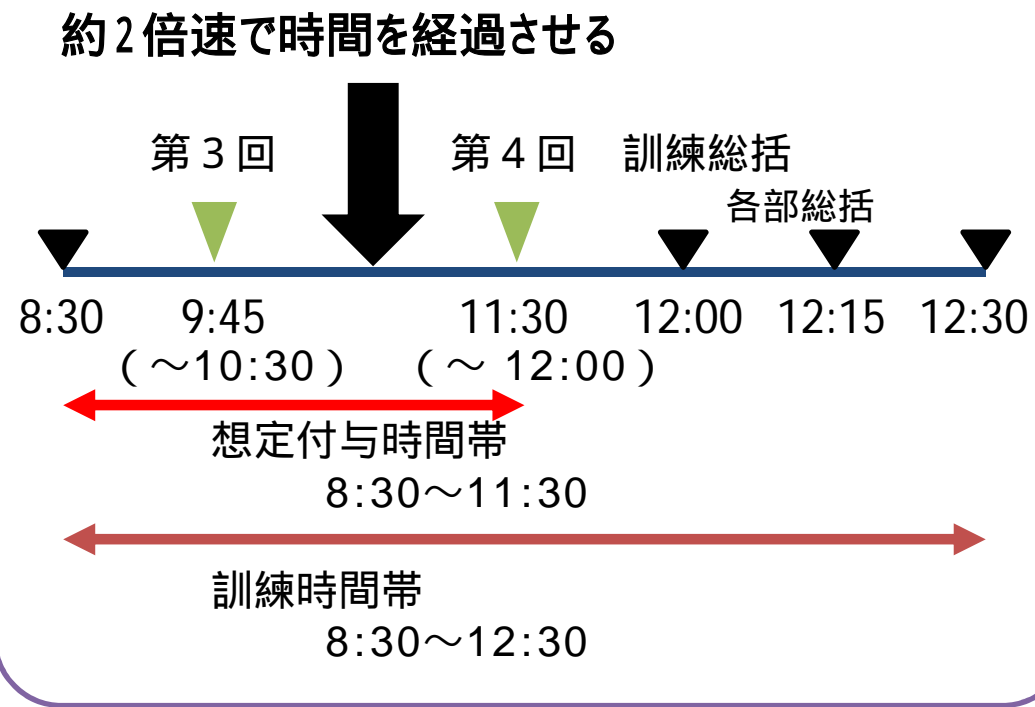 約2倍速で時間を経過させる
第3回　第4回　訓練総括
各部総括
8:30　9:45　11:30　12:00　12:15　12:30
（～10:30）　（～ 12:00）
想定付与時間帯
8:30～11:30
訓練時間帯
8:30～12:30